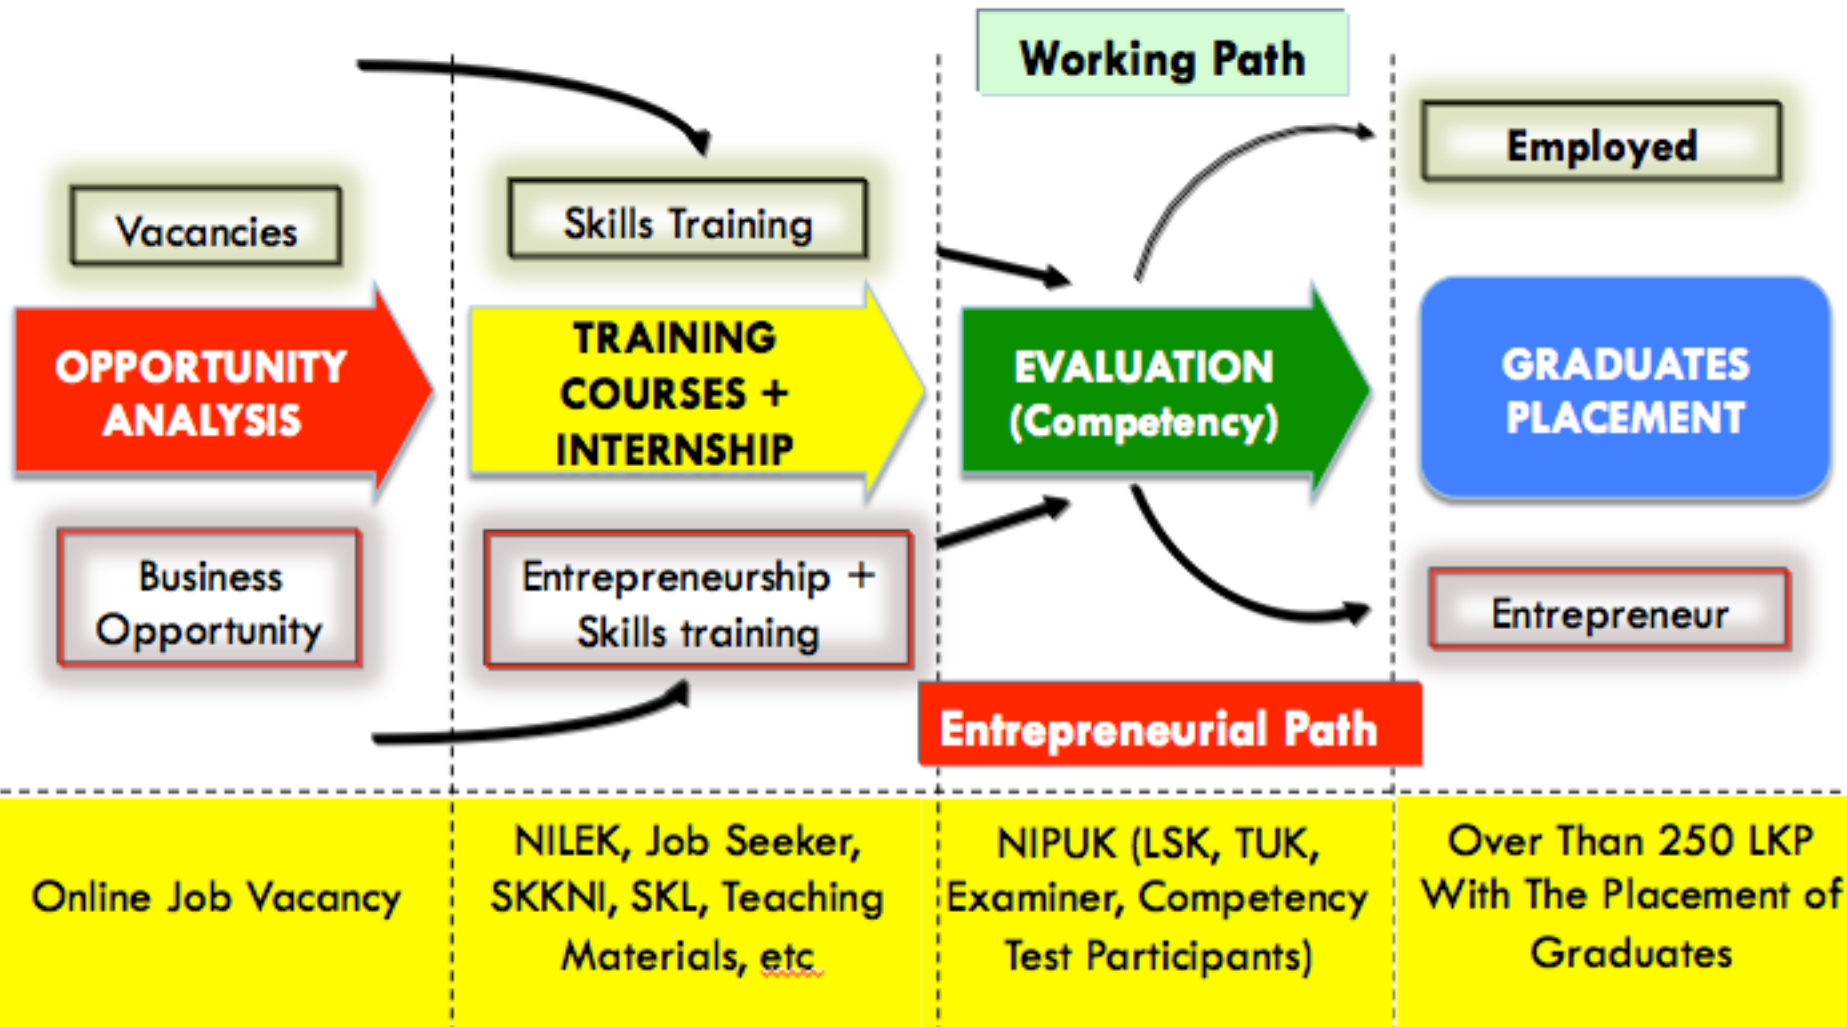 Working Path
Vacancies
Skills Training
Employed
OPPORTUNITY
ANALYSIS
TRAINING
COURSES +
INTERNSHIP
EVALUATION
(Competency)
GRADUATES
PLACEMENT
Business
Opportunity
Entrepreneurship +
Skills training
Entrepreneur
Entrepreneurial Path
Online Job Vacancy
NILEK, Job Seeker,
SKKNI, SKL, Teaching
Materials, etc
NIPUK (LSK, TUK,
Examiner, Competency
Test Participants)
Over Than 250 LKP
With The Placement of
Graduates